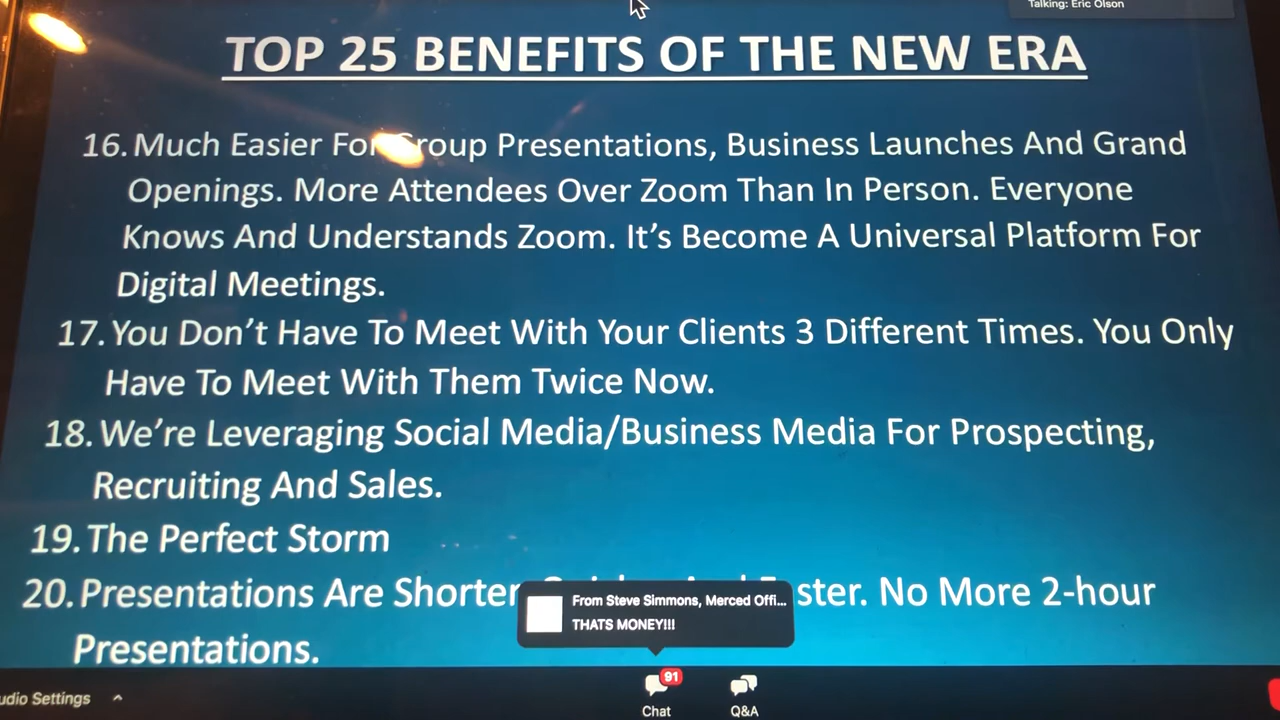 Talking: Eric Olson
TOP 25 BENEFITS OF THE NEW ERA
16. Much Easier For Group Presentations, Business Launches And Grand
Openings. More Attendees Over Zoom Than In Person. Everyone
Knows And Understands Zoom. It's Become A Universal Platform For
Digital Meetings.
17. You Don't Have To Meet With Your Clients 3 Different Times. You Only
Have To Meet With Them Twice Now.
18. We're Leveraging Social Media/Business Media For Prospecting,
Recruiting And Sales.
19. The Perfect Storm
20. Presentations Are Shorter ster. No More 2-hour
Presentations.
From Steve Simmons, Merced Offi...
THATS MONEY!!!
udio Settings
91
Chat
Q&A